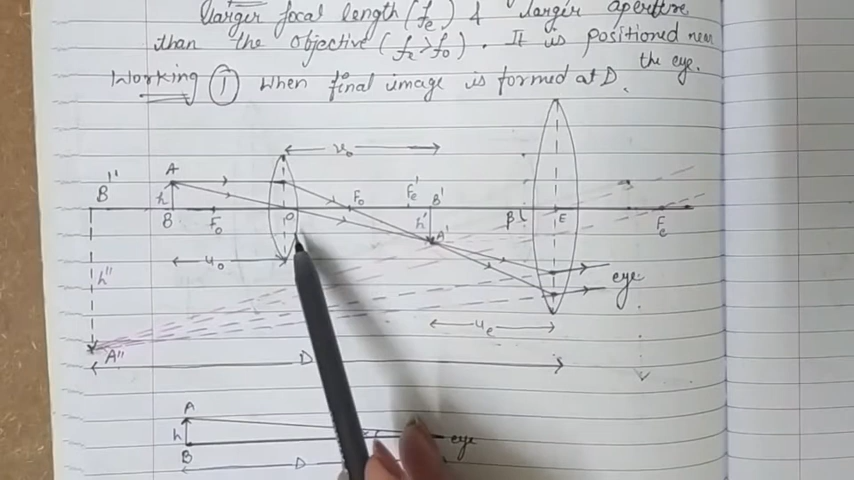 larger focal length (fe) & larger aperture
than the objective (fe>fo). It is positioned near
the eye.
Working ① When final image is formed at D.
vo
A
B'' h Fo Fe' B' E
B Fo O h' A' β Fe
uo
h'' eye
A'' ue
D
A
h eye
B
D